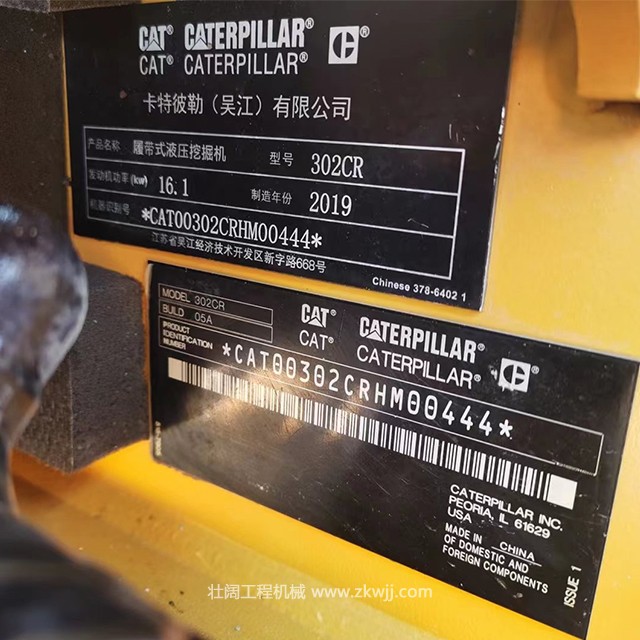 CAT® CATERPILLAR® C®
CAT® CATERPILLAR®
卡特彼勒（吴江）有限公司
产品名称 履带式液压挖掘机 型号 302CR
发动机功率(kw) 16.1 制造年份 2019
机器识别号 *CAT00302CRHM00444*
江苏省吴江经济技术开发区新字路668号
Chinese 378-6402 1
MODEL 302CR
BUILD 05A
PRODUCT
IDENTIFICATION
NUMBER
CAT® CATERPILLAR® C®
CAT® CATERPILLAR®
*CAT00302CRHM00444*
CATERPILLAR INC.
PEORIA, IL 61629
USA
MADE IN CHINA
OF DOMESTIC AND
FOREIGN COMPONENTS
ISSUE 1
壮阔工程机械 www.zkwjj.com